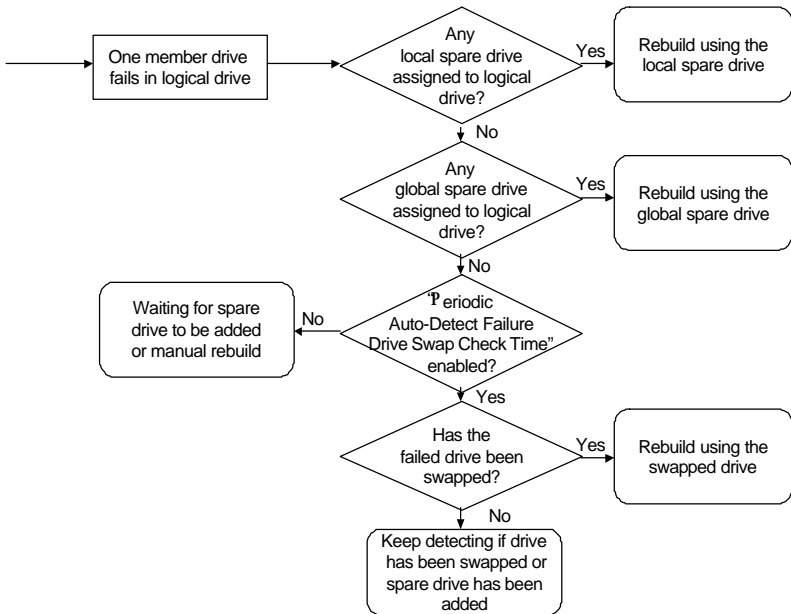 One member drive
fails in logical drive
Any
local spare drive
assigned to logical
drive?
Yes
Rebuild using the
local spare drive
No
Any
global spare drive
assigned to logical
drive?
Yes
Rebuild using the
global spare drive
No
“Periodic
Auto-Detect Failure
Drive Swap Check Time”
enabled?
No
Waiting for spare
drive to be added
or manual rebuild
Yes
Has the
failed drive been
swapped?
Yes
Rebuild using the
swapped drive
No
Keep detecting if drive
has been swapped or
spare drive has been
added